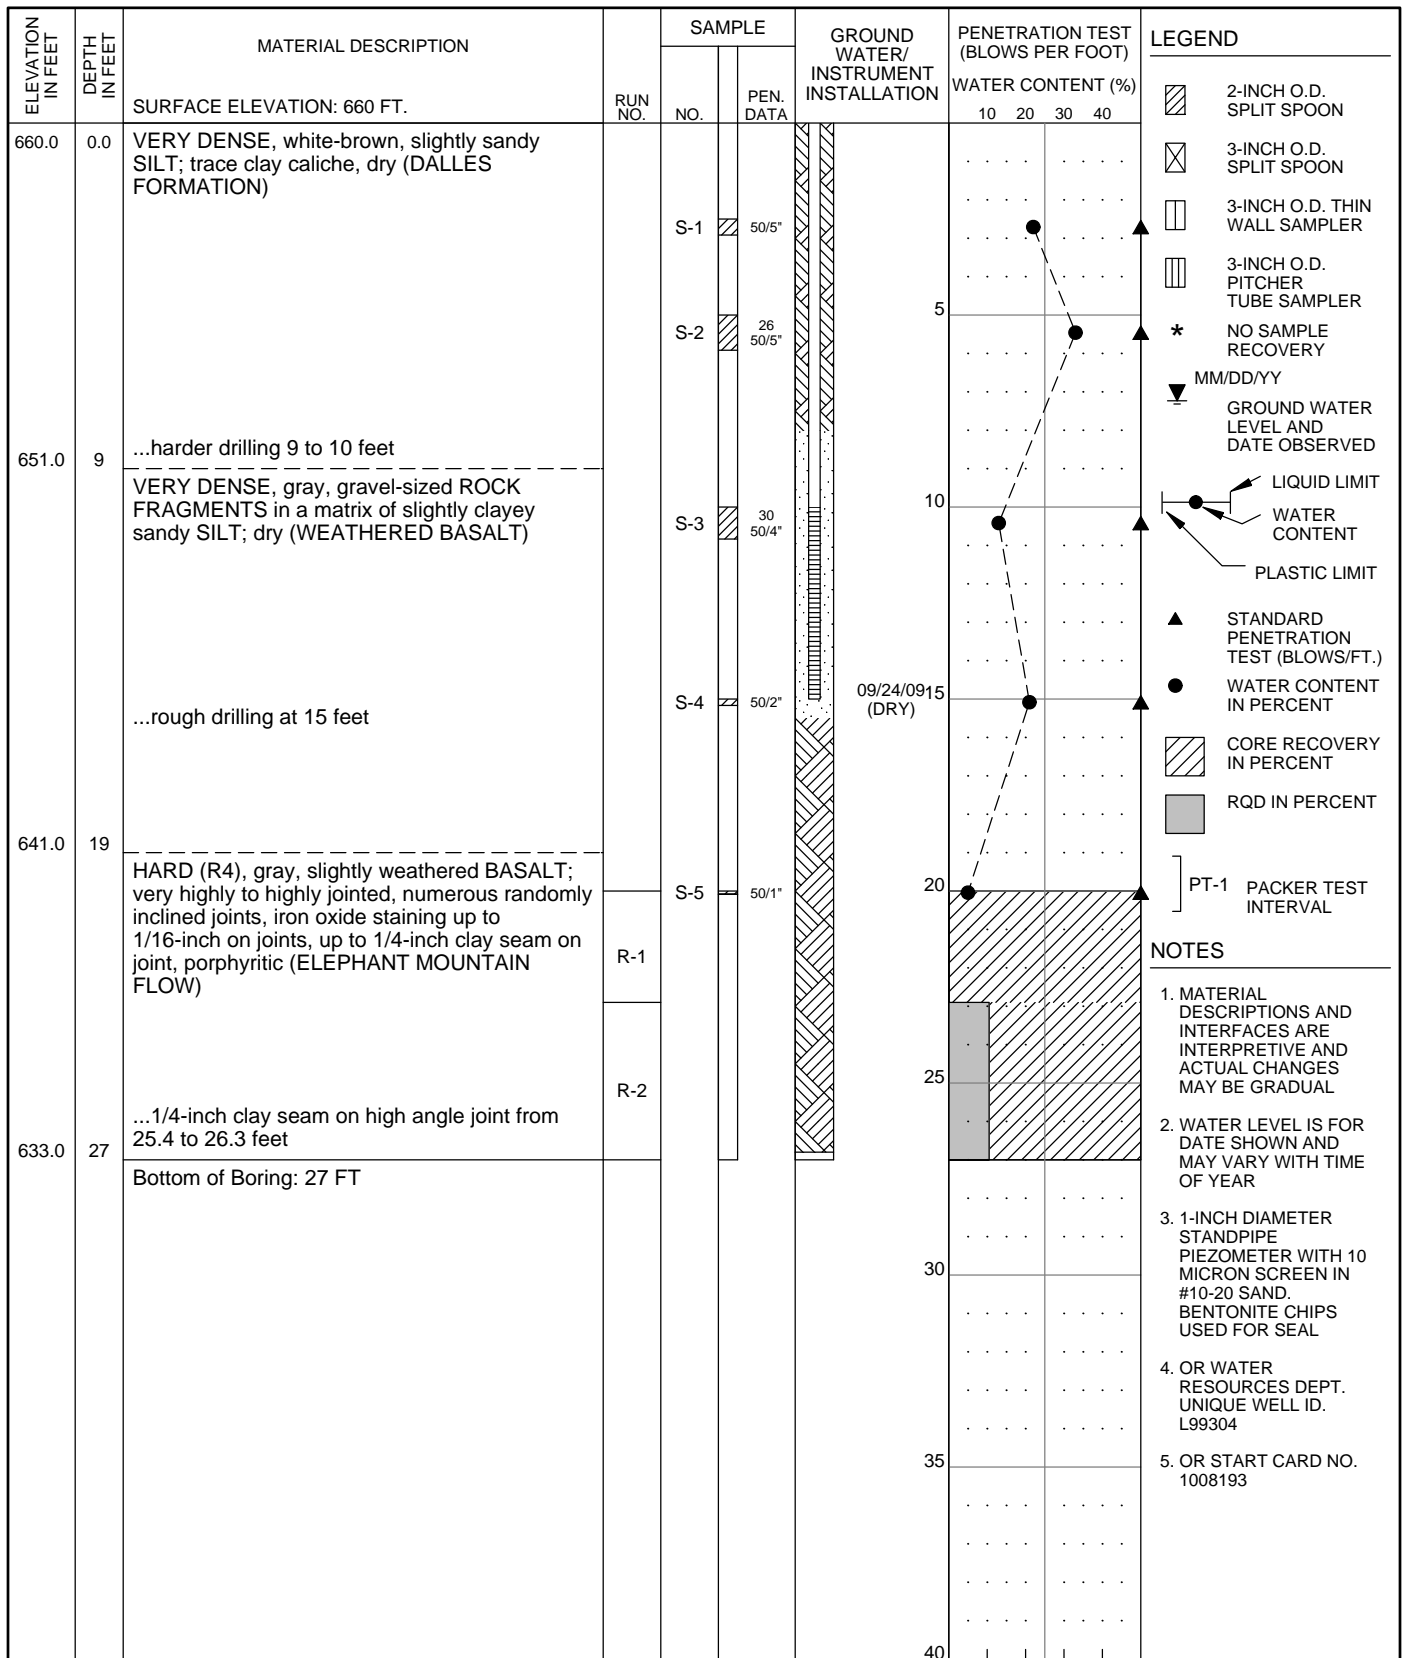 ELEVATION
IN FEET
DEPTH
IN FEET
MATERIAL DESCRIPTION
SURFACE ELEVATION: 660 FT.
RUN
NO.
SAMPLE
NO.
PEN.
DATA
GROUND
WATER/
INSTRUMENT
INSTALLATION
PENETRATION TEST
(BLOWS PER FOOT)
WATER CONTENT (%)
10 20 30 40
660.0 0.0 VERY DENSE, white-brown, slightly sandy
SILT; trace clay caliche, dry (DALLES
FORMATION)
S-1 50/5"
5
S-2 26
50/5"
...harder drilling 9 to 10 feet
651.0 9
VERY DENSE, gray, gravel-sized ROCK
FRAGMENTS in a matrix of slightly clayey
sandy SILT; dry (WEATHERED BASALT)
10
S-3 30
50/4"
09/24/09 15
(DRY)
S-4 50/2"
...rough drilling at 15 feet
641.0 19
HARD (R4), gray, slightly weathered BASALT;
very highly to highly jointed, numerous randomly
inclined joints, iron oxide staining up to
1/16-inch on joints, up to 1/4-inch clay seam on
joint, porphyritic (ELEPHANT MOUNTAIN
FLOW)
20
S-5 50/1"
R-1
25
R-2
...1/4-inch clay seam on high angle joint from
25.4 to 26.3 feet
633.0 27
Bottom of Boring: 27 FT
30
35
40
LEGEND
2-INCH O.D.
SPLIT SPOON
3-INCH O.D.
SPLIT SPOON
3-INCH O.D. THIN
WALL SAMPLER
3-INCH O.D.
PITCHER
TUBE SAMPLER
* NO SAMPLE
RECOVERY
MM/DD/YY
GROUND WATER
LEVEL AND
DATE OBSERVED
LIQUID LIMIT
WATER
CONTENT
PLASTIC LIMIT
STANDARD
PENETRATION
TEST (BLOWS/FT.)
WATER CONTENT
IN PERCENT
CORE RECOVERY
IN PERCENT
RQD IN PERCENT
PT-1 PACKER TEST
INTERVAL
NOTES
1. MATERIAL
DESCRIPTIONS AND
INTERFACES ARE
INTERPRETIVE AND
ACTUAL CHANGES
MAY BE GRADUAL
2. WATER LEVEL IS FOR
DATE SHOWN AND
MAY VARY WITH TIME
OF YEAR
3. 1-INCH DIAMETER
STANDPIPE
PIEZOMETER WITH 10
MICRON SCREEN IN
#10-20 SAND.
BENTONITE CHIPS
USED FOR SEAL
4. OR WATER
RESOURCES DEPT.
UNIQUE WELL ID.
L99304
5. OR START CARD NO.
1008193